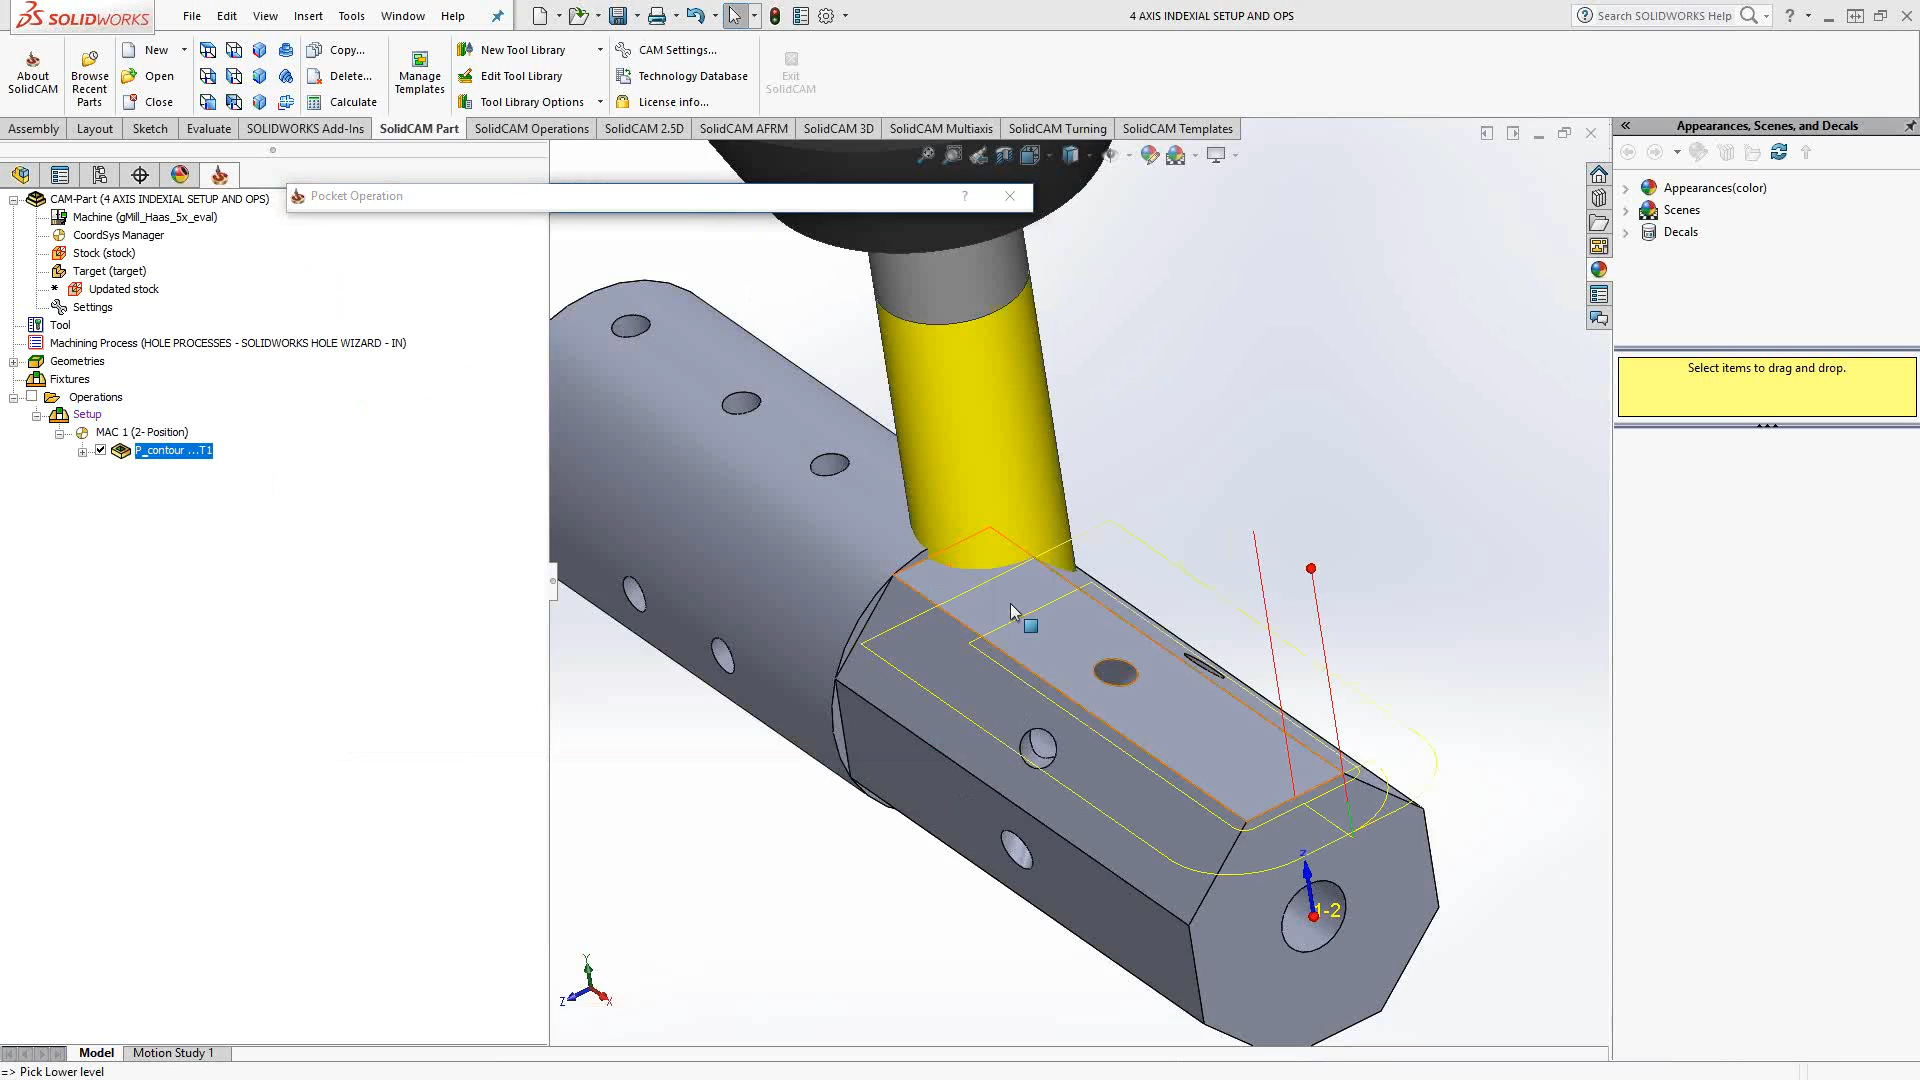 SOLIDWORKS
File Edit View Insert Tools Window Help
4 AXIS INDEXIAL SETUP AND OPS
Search SOLIDWORKS Help
About SolidCAM
Browse Recent Parts
New
Open
Close
Copy...
Delete...
Calculate
Manage Templates
New Tool Library
Edit Tool Library
Tool Library Options
CAM Settings...
Technology Database
License info...
Exit SolidCAM
Assembly Layout Sketch Evaluate SOLIDWORKS Add-Ins SolidCAM Part SolidCAM Operations SolidCAM 2.5D SolidCAM AFRM SolidCAM 3D SolidCAM Multiaxis SolidCAM Turning SolidCAM Templates
Appearances, Scenes, and Decals
Pocket Operation
CAM-Part (4 AXIS INDEXIAL SETUP AND OPS)
Machine (gMill_Haas_5x_eval)
CoordSys Manager
Stock (stock)
Target (target)
* Updated stock
Settings
Tool
Machining Process (HOLE PROCESSES - SOLIDWORKS HOLE WIZARD - IN)
Geometries
Fixtures
Operations
Setup
MAC 1 (2- Position)
P_contour ...T1
Appearances(color)
Scenes
Decals
Select items to drag and drop.
Z
1-2
Y
Z X
Model Motion Study 1
=> Pick Lower level